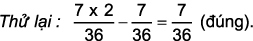 Thử lại : 7 x 2/36 - 7/36 = 7/36 (đúng).